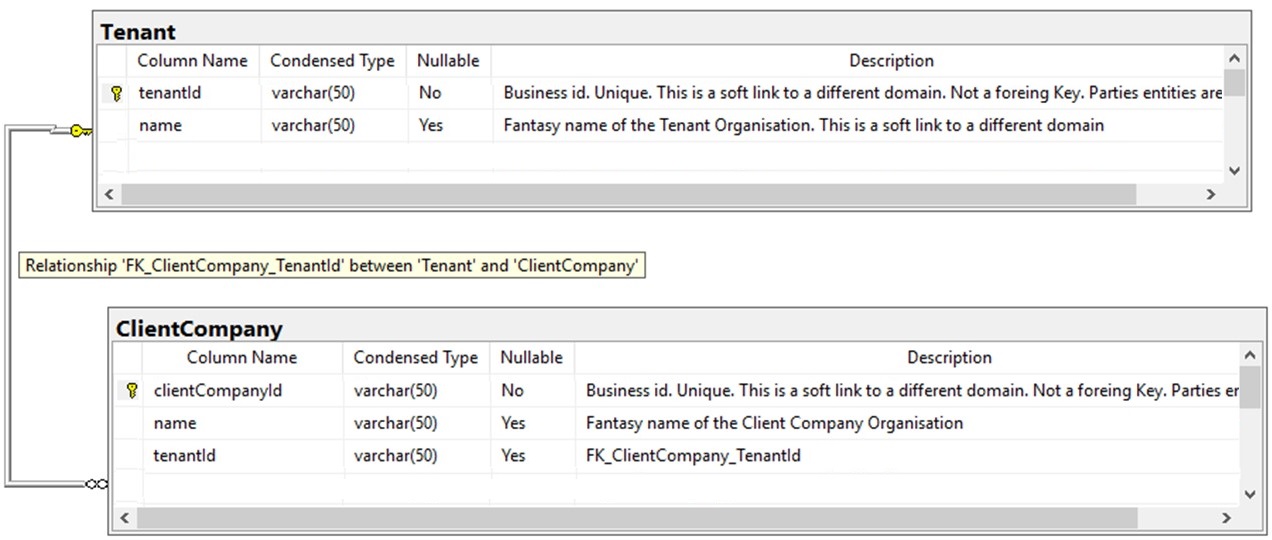 Tenant
Column Name Condensed Type Nullable Description
tenantId varchar(50) No Business id. Unique. This is a soft link to a different domain. Not a foreing Key. Parties entities are
name varchar(50) Yes Fantasy name of the Tenant Organisation. This is a soft link to a different domain
Relationship 'FK_ClientCompany_TenantId' between 'Tenant' and 'ClientCompany'
ClientCompany
Column Name Condensed Type Nullable Description
clientCompanyId varchar(50) No Business id. Unique. This is a soft link to a different domain. Not a foreing Key. Parties er
name varchar(50) Yes Fantasy name of the Client Company Organisation
tenantId varchar(50) Yes FK_ClientCompany_TenantId